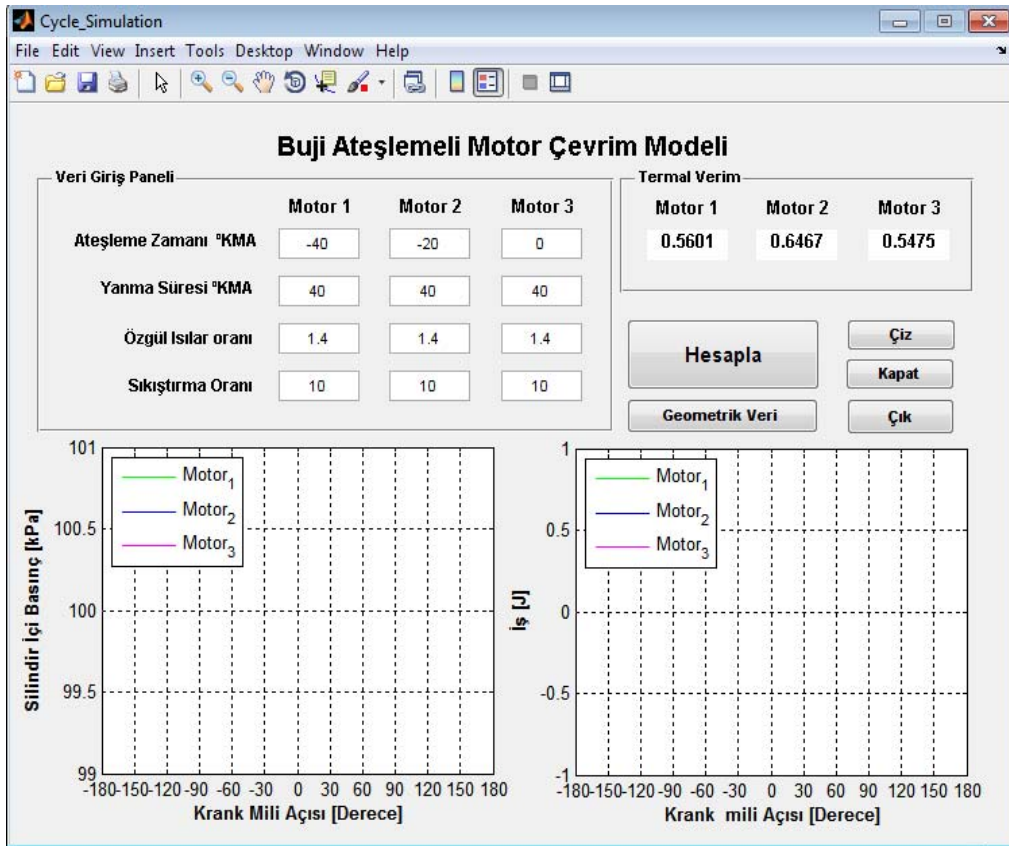 Cycle_Simulation
File Edit View Insert Tools Desktop Window Help
Buji Ateşlemeli Motor Çevrim Modeli
Veri Giriş Paneli
Motor 1 Motor 2 Motor 3
Ateşleme Zamanı ºKMA -40 -20 0
Yanma Süresi ºKMA 40 40 40
Özgül Isılar oranı 1.4 1.4 1.4
Sıkıştırma Oranı 10 10 10
Termal Verim
Motor 1 Motor 2 Motor 3
0.5601 0.6467 0.5475
Hesapla
Geometrik Veri
Çiz
Kapat
Çık
Silindir İçi Basınç [kPa]
101
100.5
100
99.5
99
Motor1
Motor2
Motor3
-180 -150 -120 -90 -60 -30 0 30 60 90 120 150 180
Krank Mili Açısı [Derece]
İş [J]
1
0.5
0
-0.5
-1
Motor1
Motor2
Motor3
-180 -150 -120 -90 -60 -30 0 30 60 90 120 150 180
Krank mili Açısı [Derece]